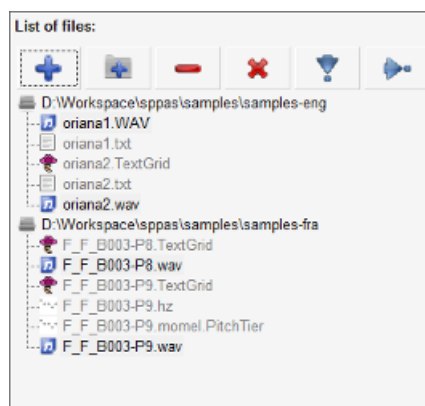 List of files:
D:\Workspace\sppas\samples\samples-eng
oriana1.WAV
oriana1.txt
oriana2.TextGrid
oriana2.txt
oriana2.wav
D:\Workspace\sppas\samples\samples-fra
F_F_B003-P8.TextGrid
F_F_B003-P8.wav
F_F_B003-P9.TextGrid
F_F_B003-P9.hz
F_F_B003-P9.momel.PitchTier
F_F_B003-P9.wav